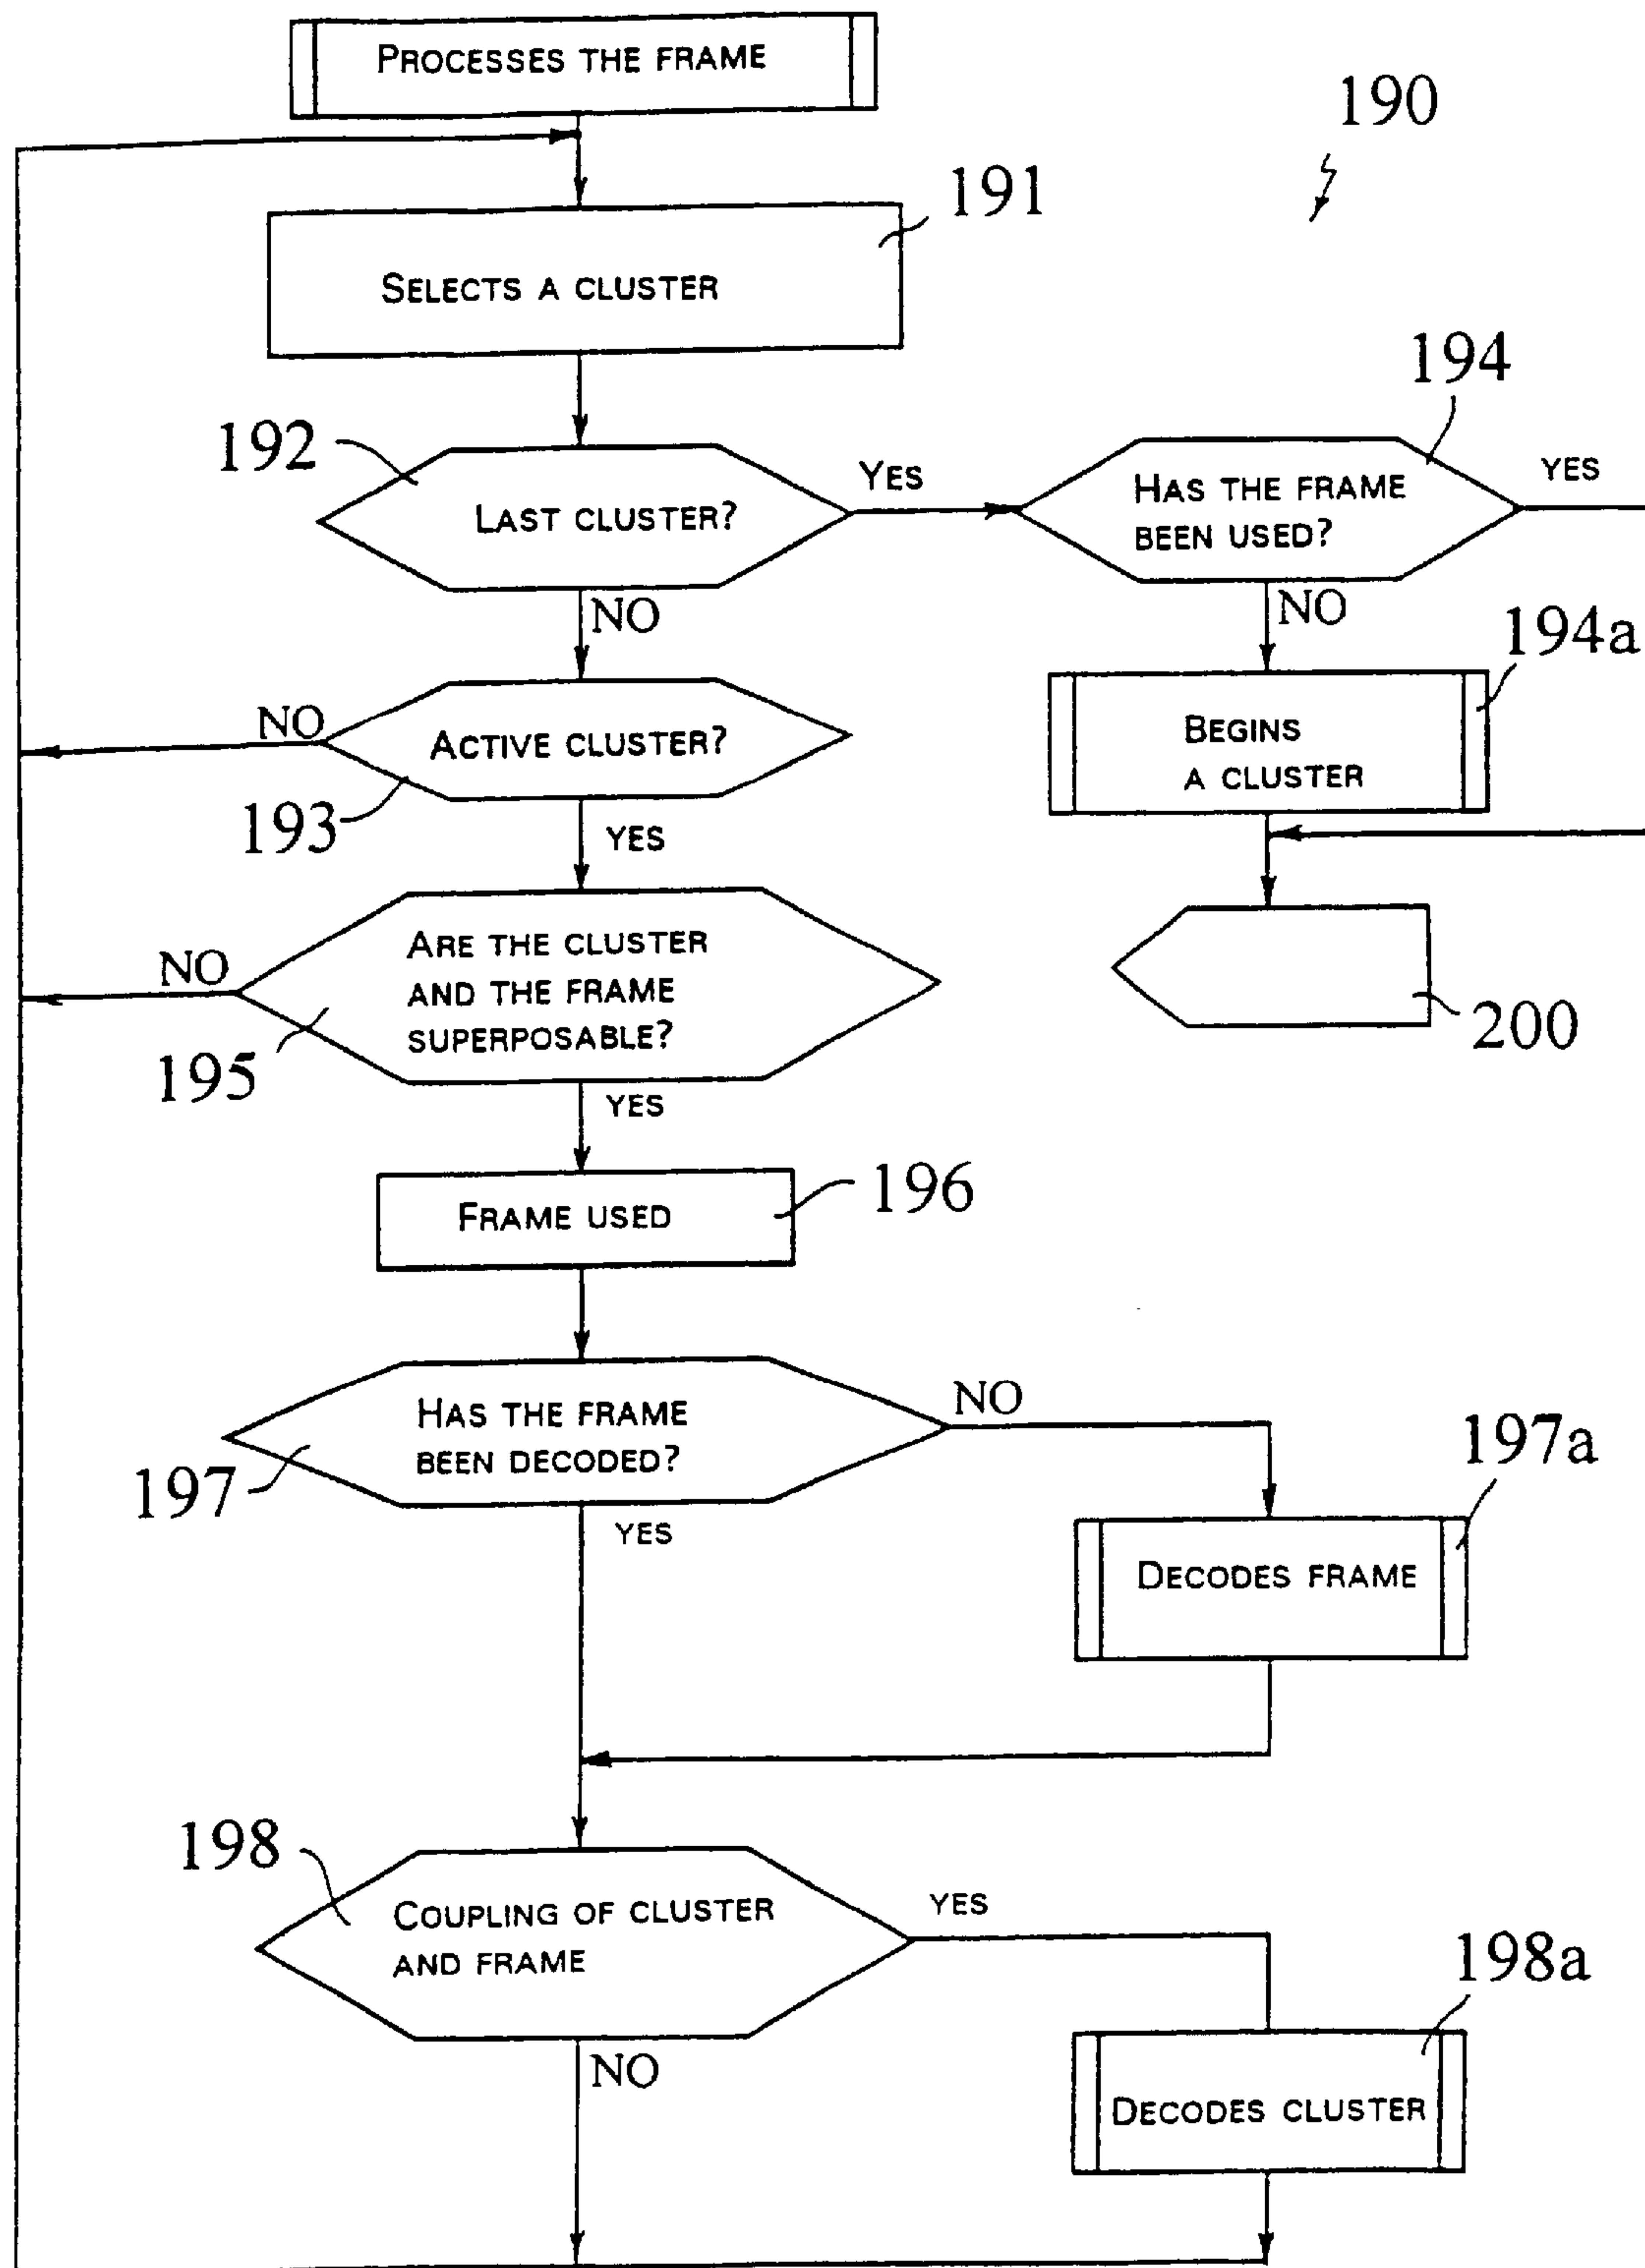 PROCESSES THE FRAME
190
191
SELECTS A CLUSTER
194
192
YES
YES
LAST CLUSTER?
HAS THE FRAME
BEEN USED?
NO
NO
194a
NO
ACTIVE CLUSTER?
BEGINS
A CLUSTER
193
YES
ARE THE CLUSTER
AND THE FRAME
SUPERPOSABLE?
NO
200
195
YES
196
FRAME USED
NO
HAS THE FRAME
BEEN DECODED?
197a
197
YES
DECODES FRAME
198
YES
COUPLING OF CLUSTER
AND FRAME
198a
NO
DECODES CLUSTER